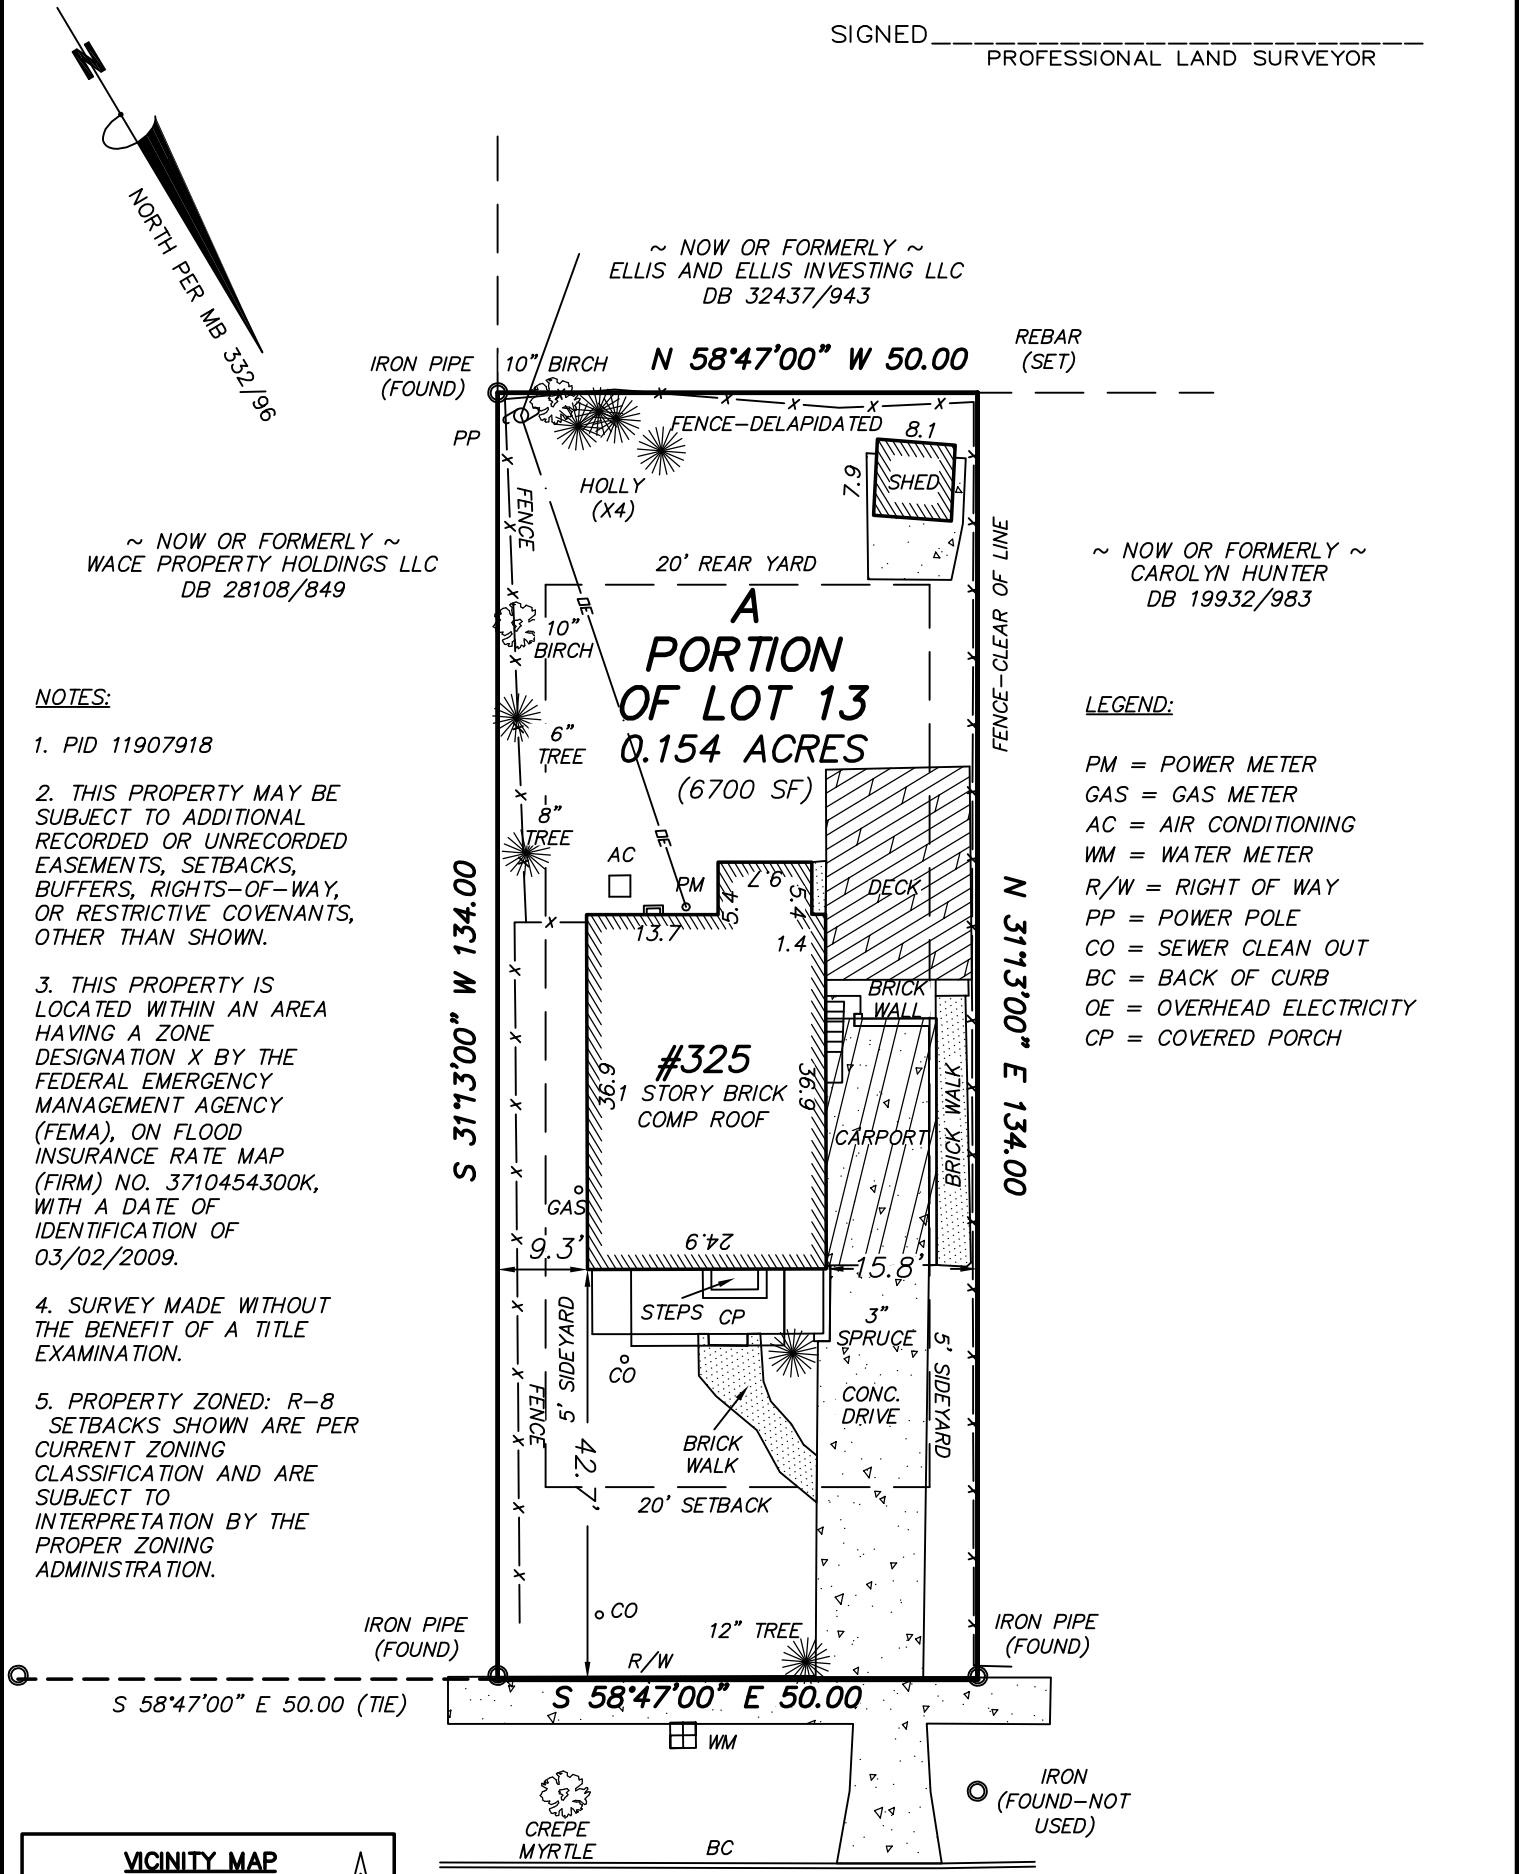 SIGNED
PROFESSIONAL LAND SURVEYOR
N
NORTH PER MB 332/96
~ NOW OR FORMERLY ~
ELLIS AND ELLIS INVESTING LLC
DB 32437/943
IRON PIPE
(FOUND)
10" BIRCH
N 58°47'00" W 50.00
REBAR
(SET)
PP
FENCE-DELAPIDATED
8.1
7.9
SHED
HOLLY
(X4)
FENCE
~ NOW OR FORMERLY ~
WACE PROPERTY HOLDINGS LLC
DB 28108/849
20' REAR YARD
FENCE-CLEAR OF LINE
~ NOW OR FORMERLY ~
CAROLYN HUNTER
DB 19932/983
OE
10"
BIRCH
A
PORTION
OF LOT 13
0.154 ACRES
(6700 SF)
6"
TREE
8"
TREE
OE
NOTES:
1. PID 11907918
2. THIS PROPERTY MAY BE
SUBJECT TO ADDITIONAL
RECORDED OR UNRECORDED
EASEMENTS, SETBACKS,
BUFFERS, RIGHTS-OF-WAY,
OR RESTRICTIVE COVENANTS,
OTHER THAN SHOWN.
3. THIS PROPERTY IS
LOCATED WITHIN AN AREA
HAVING A ZONE
DESIGNATION X BY THE
FEDERAL EMERGENCY
MANAGEMENT AGENCY
(FEMA), ON FLOOD
INSURANCE RATE MAP
(FIRM) NO. 3710454300K,
WITH A DATE OF
IDENTIFICATION OF
03/02/2009.
4. SURVEY MADE WITHOUT
THE BENEFIT OF A TITLE
EXAMINATION.
5. PROPERTY ZONED: R-8
SETBACKS SHOWN ARE PER
CURRENT ZONING
CLASSIFICATION AND ARE
SUBJECT TO
INTERPRETATION BY THE
PROPER ZONING
ADMINISTRATION.
LEGEND:
PM = POWER METER
GAS = GAS METER
AC = AIR CONDITIONING
WM = WATER METER
R/W = RIGHT OF WAY
PP = POWER POLE
CO = SEWER CLEAN OUT
BC = BACK OF CURB
OE = OVERHEAD ELECTRICITY
CP = COVERED PORCH
S 31°13'00" W 134.00
N 31°13'00" E 134.00
AC
PM
9.7
5.4
5.4
13.7
1.4
DECK
BRICK
WALL
#325
1 STORY BRICK
COMP ROOF
36.9
36.9
CARPORT
BRICK WALK
GAS
24.9
9.3'
15.8'
STEPS
CP
3"
SPRUCE
5' SIDEYARD
5' SIDEYARD
CO
FENCE
42.7'
CONC.
DRIVE
BRICK
WALK
20' SETBACK
CO
12" TREE
R/W
IRON PIPE
(FOUND)
IRON PIPE
(FOUND)
S 58°47'00" E 50.00 (TIE)
S 58°47'00" E 50.00
WM
IRON
(FOUND-NOT
USED)
CREPE
MYRTLE
BC
VICINITY MAP